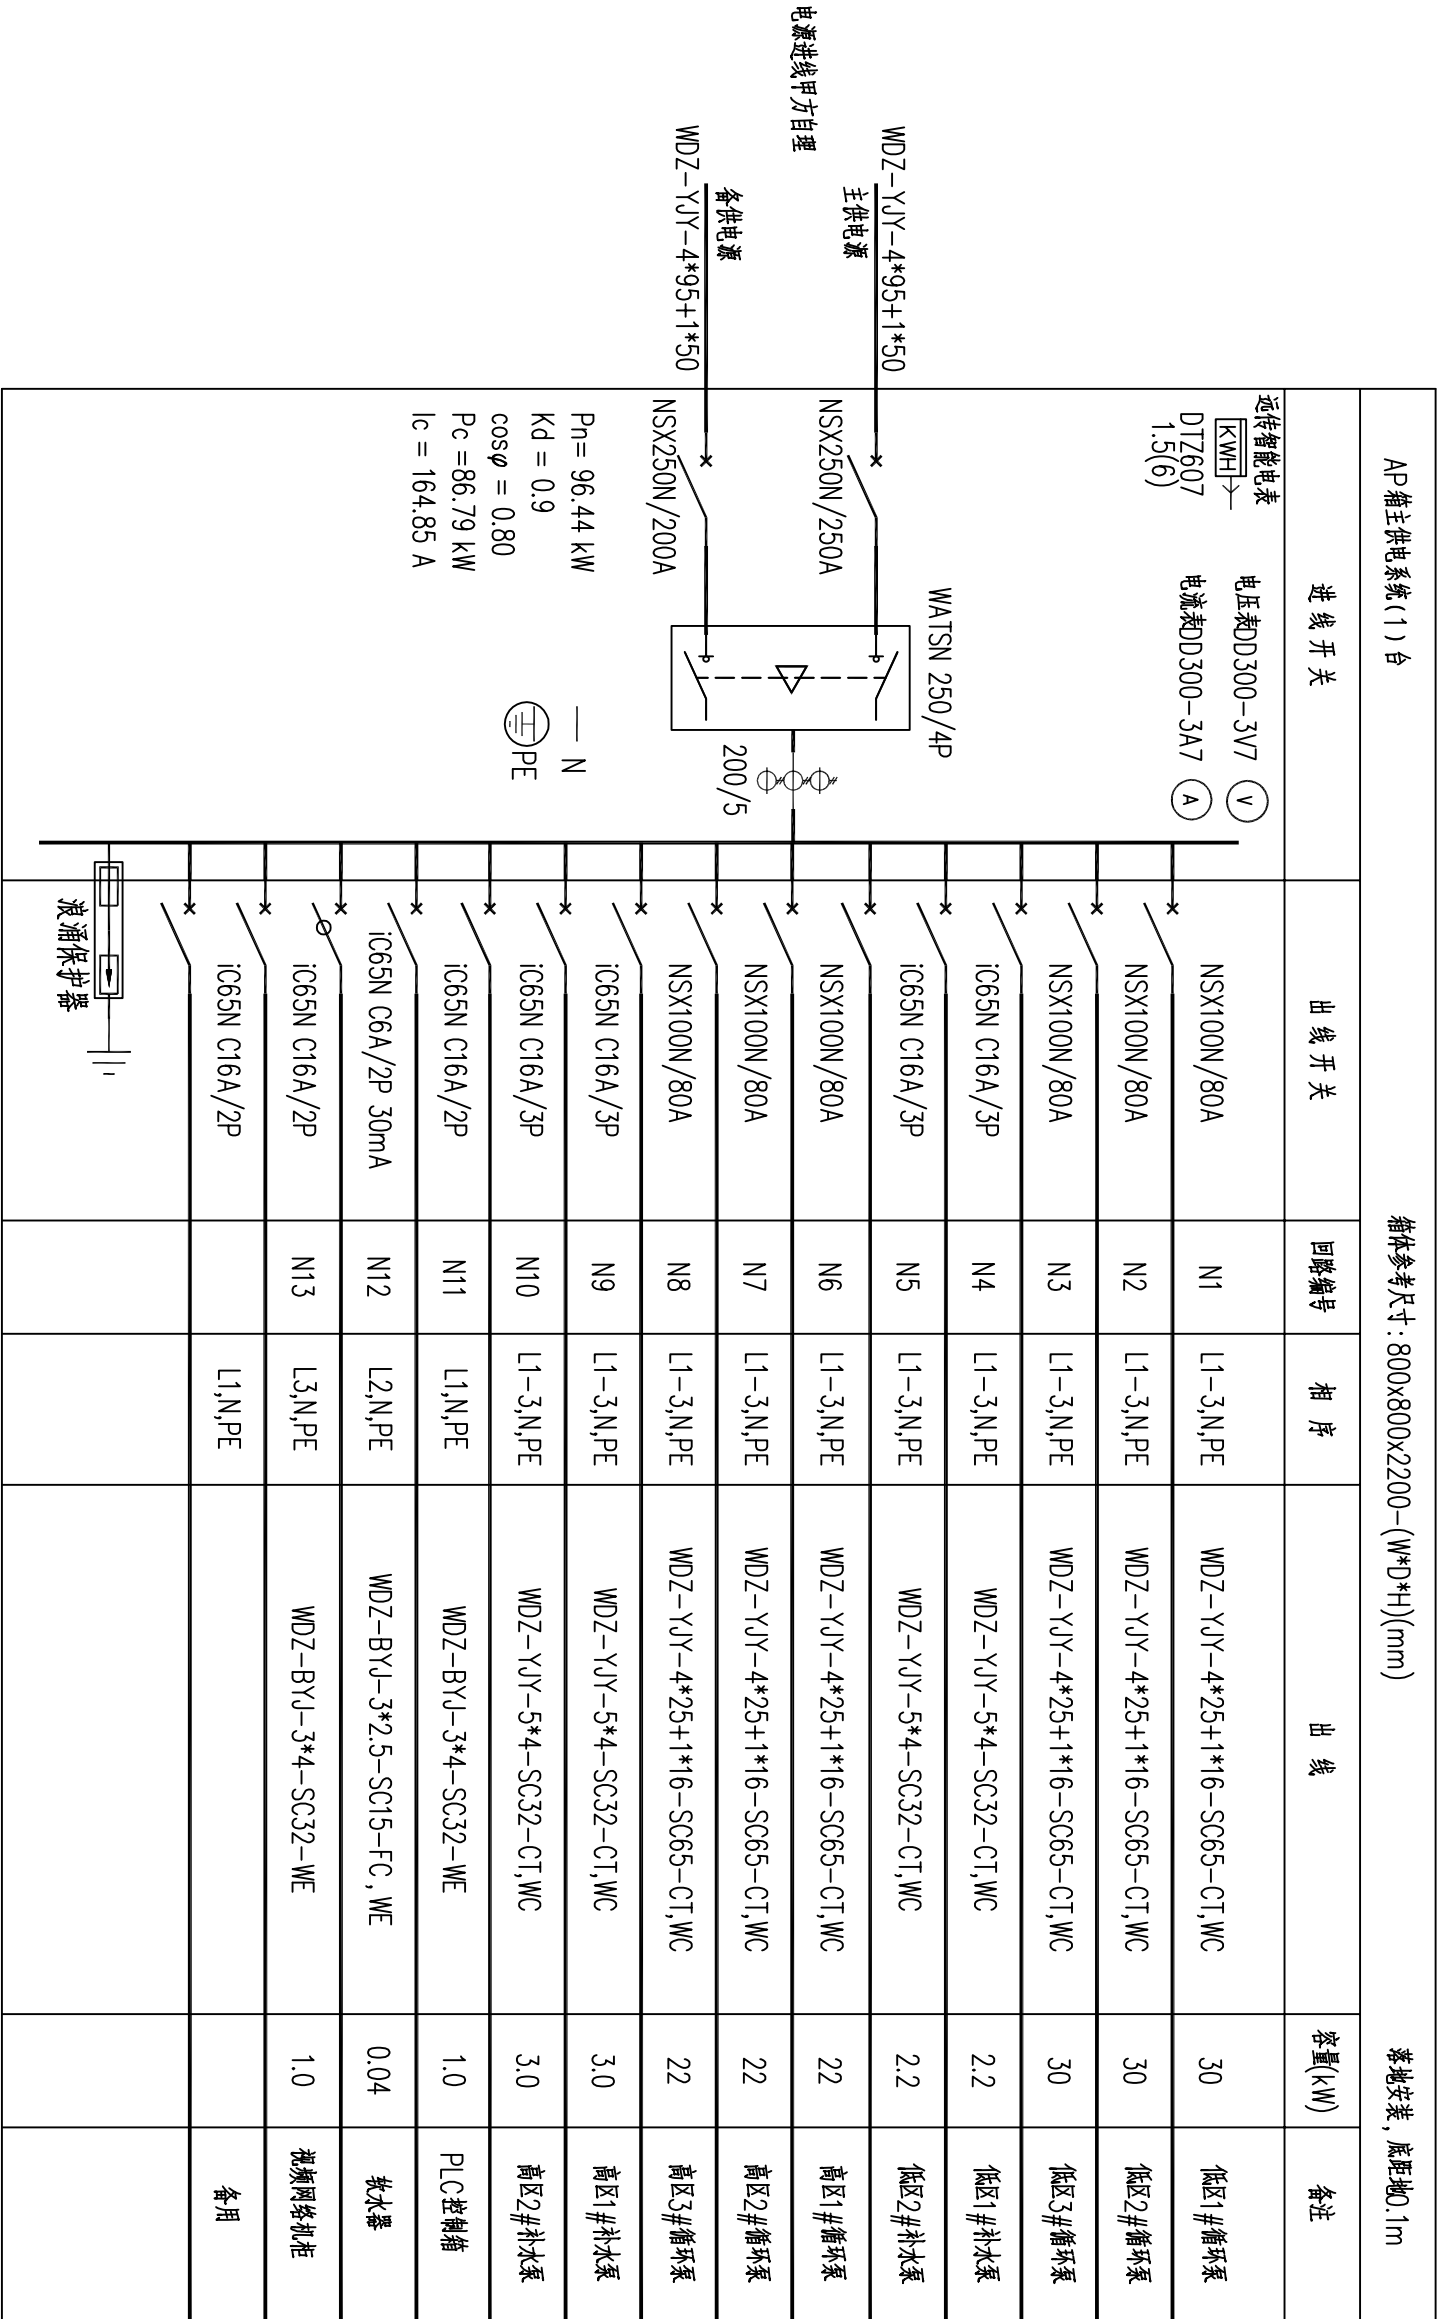 AP箱主供电系统(1)台 箱体参考尺寸:800x800x2200-(W*D*H)(mm) 落地安装,底距地0.1m
进线开关 出线开关 回路编号 相序 出线 容量(kW) 备注
远传智能电表
KWH
DTZ607
1.5(6)
电压表DD300-3V7 V
电流表DD300-3A7 A
电源进线甲方自理
WDZ-YJY-4*95+1*50
主供电源
NSX250N/250A
备供电源
WDZ-YJY-4*95+1*50
NSX250N/200A
WATSN 250/4P
200/5
Pn= 96.44 kW
Kd = 0.9
cosφ = 0.80
Pc =86.79 kW
Ic = 164.85 A
N
PE
NSX100N/80A N1 L1-3,N,PE WDZ-YJY-4*25+1*16-SC65-CT,WC 30 低区1#循环泵
NSX100N/80A N2 L1-3,N,PE WDZ-YJY-4*25+1*16-SC65-CT,WC 30 低区2#循环泵
NSX100N/80A N3 L1-3,N,PE WDZ-YJY-4*25+1*16-SC65-CT,WC 30 低区3#循环泵
iC65N C16A/3P N4 L1-3,N,PE WDZ-YJY-5*4-SC32-CT,WC 2.2 低区1#补水泵
iC65N C16A/3P N5 L1-3,N,PE WDZ-YJY-5*4-SC32-CT,WC 2.2 低区2#补水泵
NSX100N/80A N6 L1-3,N,PE WDZ-YJY-4*25+1*16-SC65-CT,WC 22 高区1#循环泵
NSX100N/80A N7 L1-3,N,PE WDZ-YJY-4*25+1*16-SC65-CT,WC 22 高区2#循环泵
NSX100N/80A N8 L1-3,N,PE WDZ-YJY-4*25+1*16-SC65-CT,WC 22 高区3#循环泵
iC65N C16A/3P N9 L1-3,N,PE WDZ-YJY-5*4-SC32-CT,WC 3.0 高区1#补水泵
iC65N C16A/3P N10 L1-3,N,PE WDZ-YJY-5*4-SC32-CT,WC 3.0 高区2#补水泵
iC65N C16A/2P N11 L1,N,PE WDZ-BYJ-3*4-SC32-WE 1.0 PLC控制箱
iC65N C6A/2P 30mA N12 L2,N,PE WDZ-BYJ-3*2.5-SC15-FC,WE 0.04 软水器
iC65N C16A/2P N13 L3,N,PE WDZ-BYJ-3*4-SC32-WE 1.0 视频网络机柜
iC65N C16A/2P L1,N,PE 备用
浪涌保护器